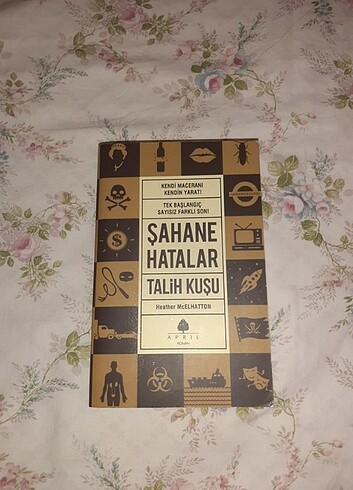 KENDİ MACERANI
KENDİN YARAT!
TEK BAŞLANGIÇ
SAYISIZ FARKLI SON!
ŞAHANE
HATALAR
TALİH KUŞU
Heather McELHATTON
APRIL